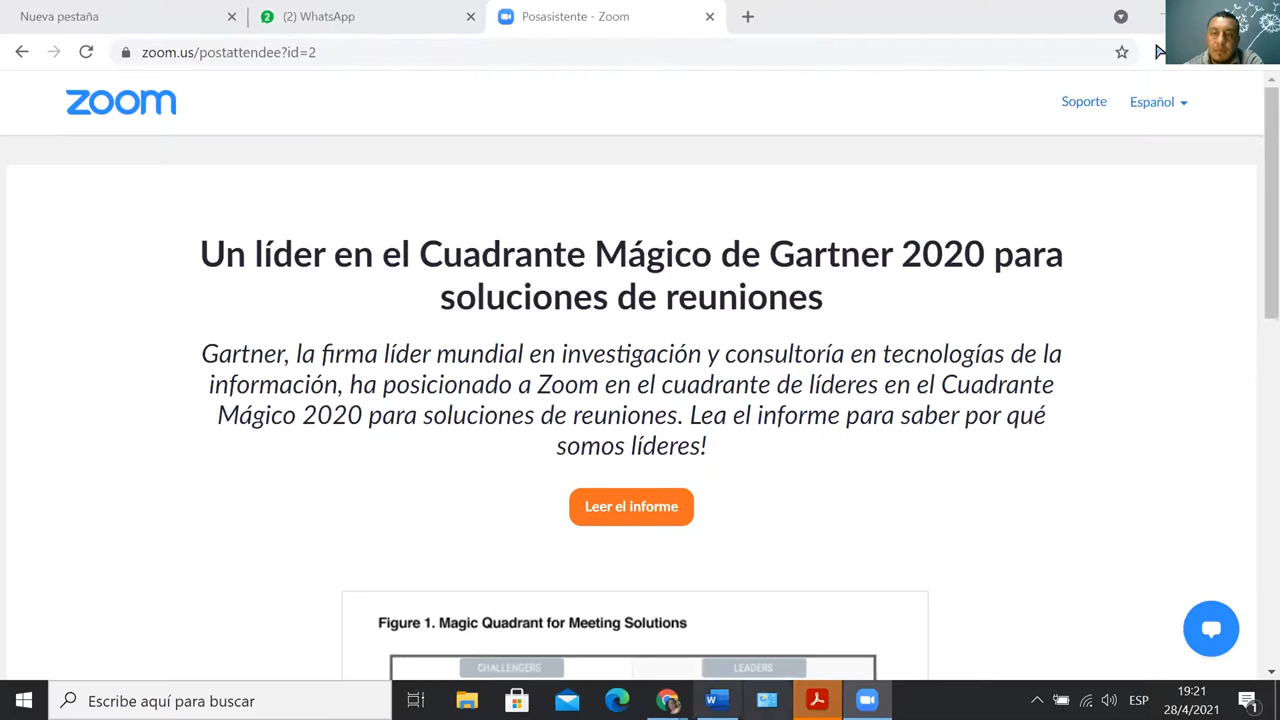 Nueva pestaña
2
(2) WhatsApp
Posasistente - Zoom
zoom.us/postattendee?id=2
zoom
Soporte
Español
Un líder en el Cuadrante Mágico de Gartner 2020 para
soluciones de reuniones
Gartner, la firma líder mundial en investigación y consultoría en tecnologías de la
información, ha posicionado a Zoom en el cuadrante de líderes en el Cuadrante
Mágico 2020 para soluciones de reuniones. Lea el informe para saber por qué
somos líderes!
Leer el informe
Figure 1. Magic Quadrant for Meeting Solutions
CHALLENGERS
LEADERS
Escribe aquí para buscar
ESP
19:21
28/4/2021
1